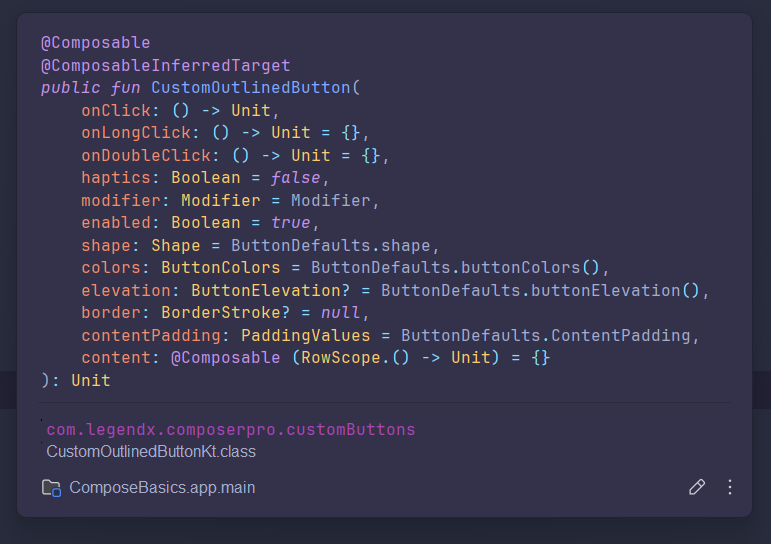 @Composable
@ComposableInferredTarget
public fun CustomOutlinedButton(
    onClick: () -> Unit,
    onLongClick: () -> Unit = {},
    onDoubleClick: () -> Unit = {},
    haptics: Boolean = false,
    modifier: Modifier = Modifier,
    enabled: Boolean = true,
    shape: Shape = ButtonDefaults.shape,
    colors: ButtonColors = ButtonDefaults.buttonColors(),
    elevation: ButtonElevation? = ButtonDefaults.buttonElevation(),
    border: BorderStroke? = null,
    contentPadding: PaddingValues = ButtonDefaults.ContentPadding,
    content: @Composable (RowScope.() -> Unit) = {}
): Unit
com.legendx.composerpro.customButtons
CustomOutlinedButtonKt.class
ComposeBasics.app.main